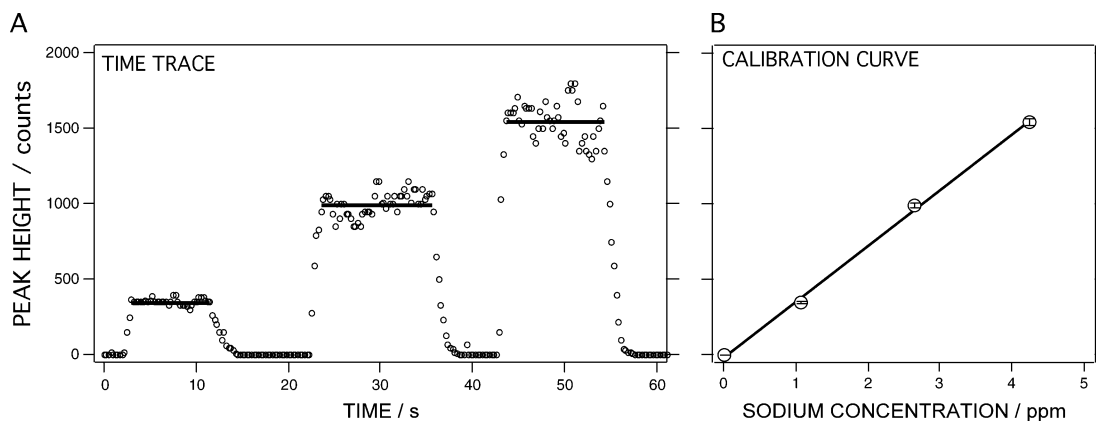 A
B
TIME TRACE
CALIBRATION CURVE
PEAK HEIGHT / counts
2000
1500
1000
500
0
0 10 20 30 40 50 60
TIME / s
0 1 2 3 4 5
SODIUM CONCENTRATION / ppm